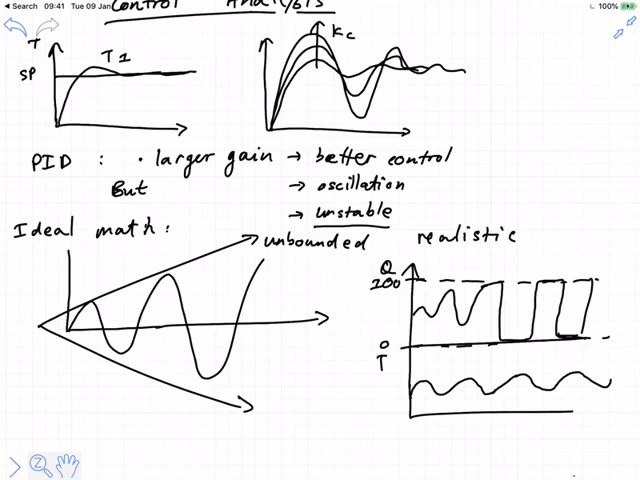 Search 09:41 Tue 09 Jan
100%
Control Analysis
T
SP
T1
Kc
PID : · larger gain → better control
But → oscillation
→ unstable
Ideal math :
unbounded
realistic
Q
100
0
T